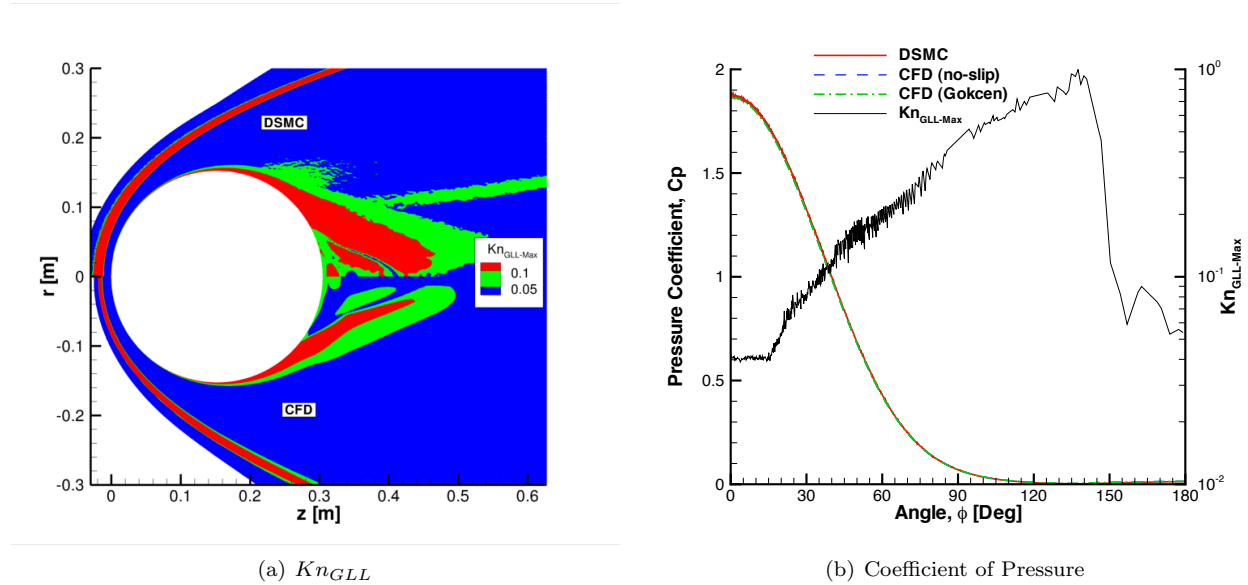 r [m]
0.3
0.2
0.1
0
-0.1
-0.2
-0.3
DSMC
CFD
Kn_GLL-Max
0.1
0.05
0 0.1 0.2 0.3 0.4 0.5 0.6
z [m]
(a) Kn_GLL
DSMC
CFD (no-slip)
CFD (Gokcen)
Kn_GLL-Max
Pressure Coefficient, Cp
2
1.5
1
0.5
0
10^0
10^-1
10^-2
Kn_GLL-Max
0 30 60 90 120 150 180
Angle, ϕ [Deg]
(b) Coefficient of Pressure